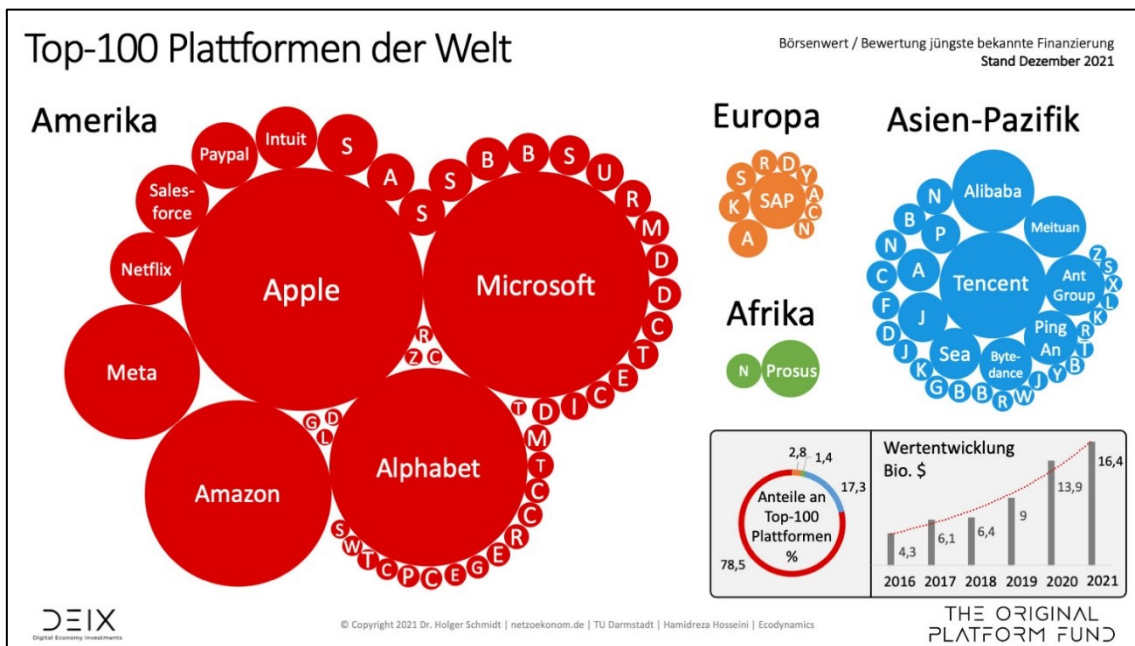 Top-100 Plattformen der Welt
Börsenwert / Bewertung jüngste bekannte Finanzierung
Stand Dezember 2021
Amerika
Intuit
Paypal
Sales-
force
Netflix
Meta
Amazon
Apple
Microsoft
Alphabet
S
A
S
S
B
B
S
U
R
M
D
D
C
T
E
C
I
D
T
M
T
C
C
R
E
G
E
C
P
C
T
W
S
R
Z
C
G
D
L
Europa
SAP
A
K
S
R
D
Y
A
C
N
Afrika
N
Prosus
Asien-Pazifik
Alibaba
Meituan
Tencent
Ant
Group
Ping
An
Byte-
dance
Sea
J
A
P
N
B
N
C
F
D
J
K
G
B
B
R
W
J
Y
B
T
R
K
L
X
S
Z
2,8
1,4
17,3
78,5
Anteile an
Top-100
Plattformen
%
Wertentwicklung
Bio. $
4,3
6,1
6,4
9
13,9
16,4
2016 2017 2018 2019 2020 2021
DEIX
Digital Economy Investments
© Copyright 2021 Dr. Holger Schmidt | netzoekonom.de | TU Darmstadt | Hamidreza Hosseini | Ecodynamics
THE ORIGINAL
PLATFORM FUND